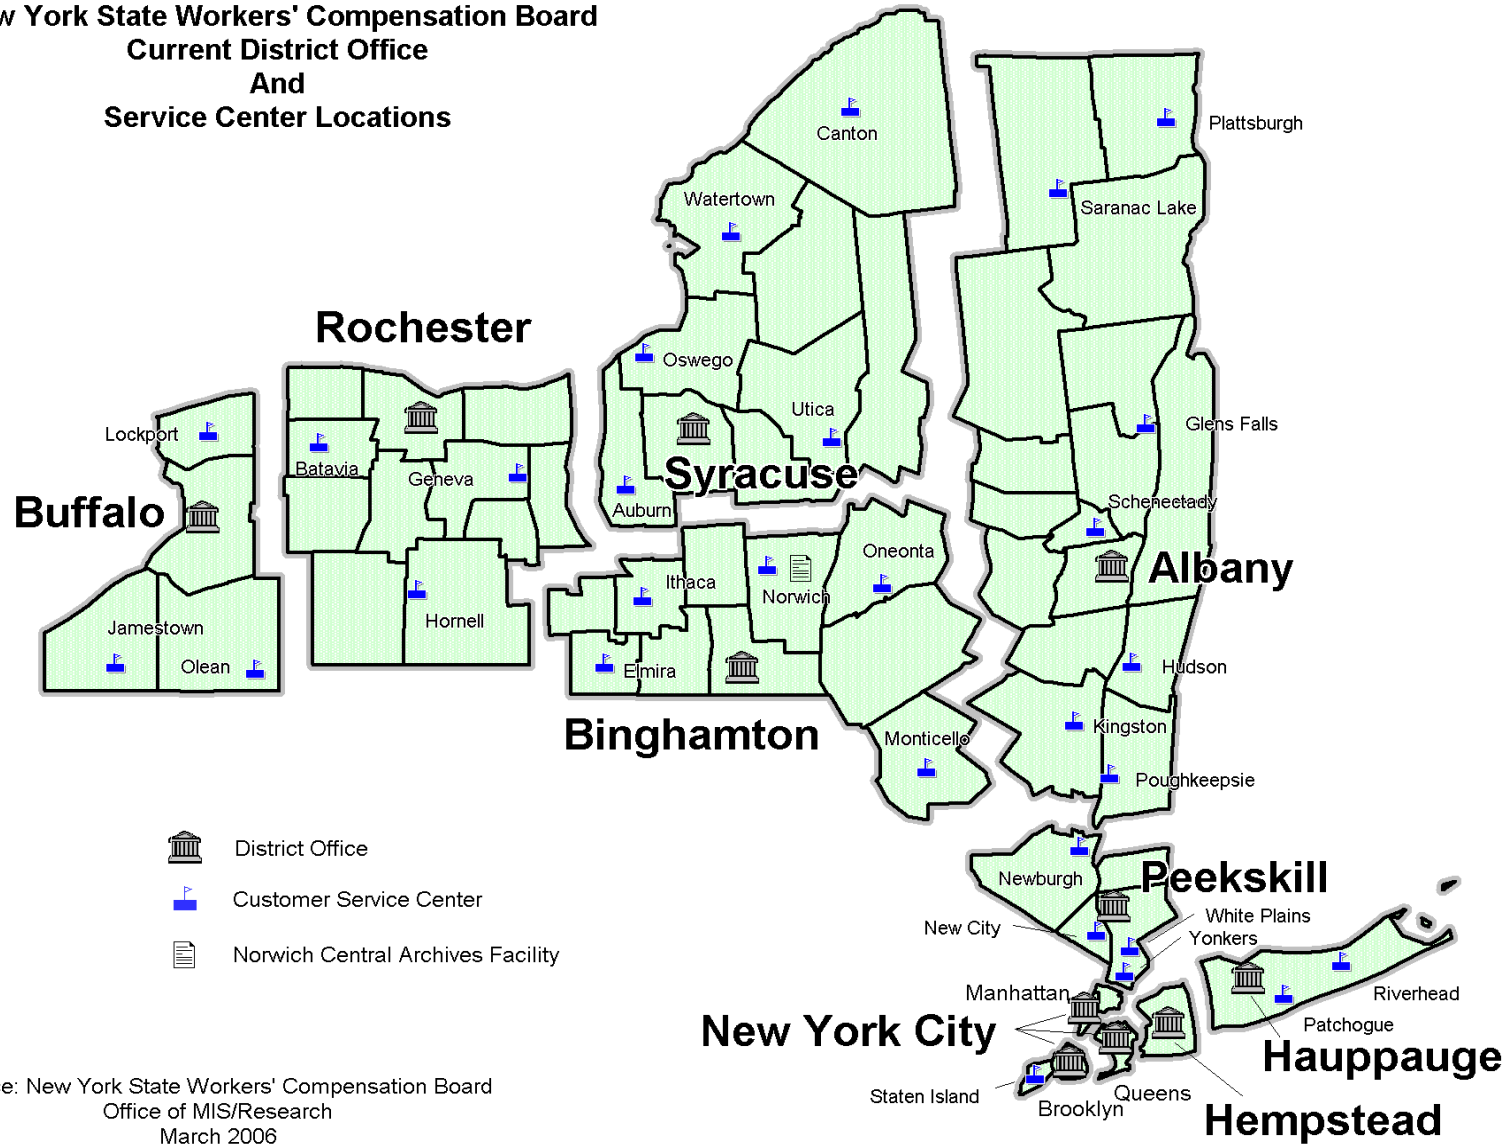 w York State Workers' Compensation Board
Current District Office
And
Service Center Locations
Canton
Plattsburgh
Watertown
Saranac Lake
Rochester
Oswego
Utica
Glens Falls
Lockport
Batavia
Geneva
Syracuse
Auburn
Schenectady
Buffalo
Oneonta
Albany
Ithaca
Norwich
Jamestown
Hornell
Olean
Elmira
Hudson
Binghamton
Monticello
Kingston
Poughkeepsie
District Office
Newburgh
Peekskill
Customer Service Center
White Plains
New City
Yonkers
Norwich Central Archives Facility
Manhattan
Riverhead
New York City
Patchogue
Hauppauge
Staten Island
Queens
Brooklyn
Hempstead
ce: New York State Workers' Compensation Board
Office of MIS/Research
March 2006